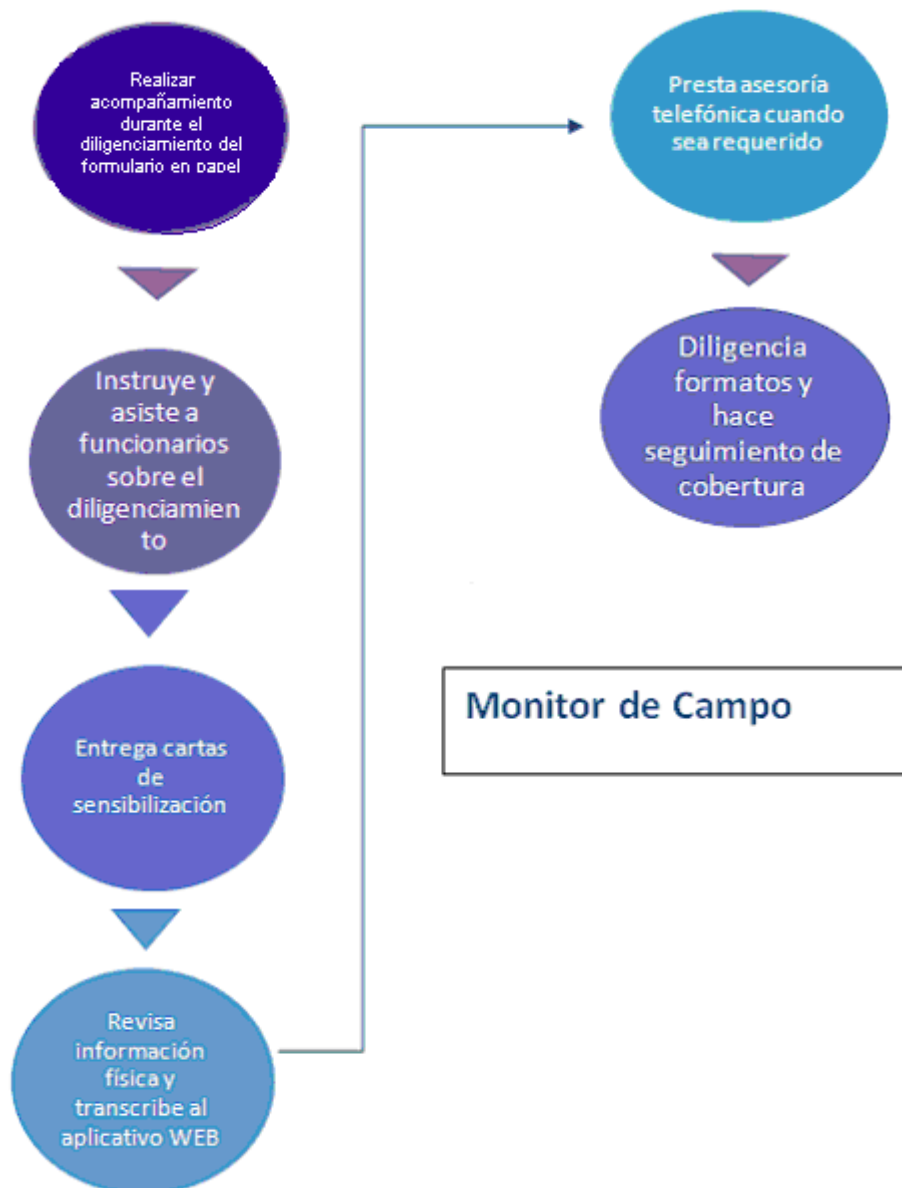 Realizar
acompañamiento
durante el
diligenciamiento del
formulario en papel
Instruye y
asiste a
funcionarios
sobre el
diligenciamien
to
Entrega cartas
de
sensibilización
Revisa
información
física y
transcribe al
aplicativo WEB
Presta asesoría
telefónica cuando
sea requerido
Diligencia
formatos y
hace
seguimiento de
cobertura
Monitor de Campo